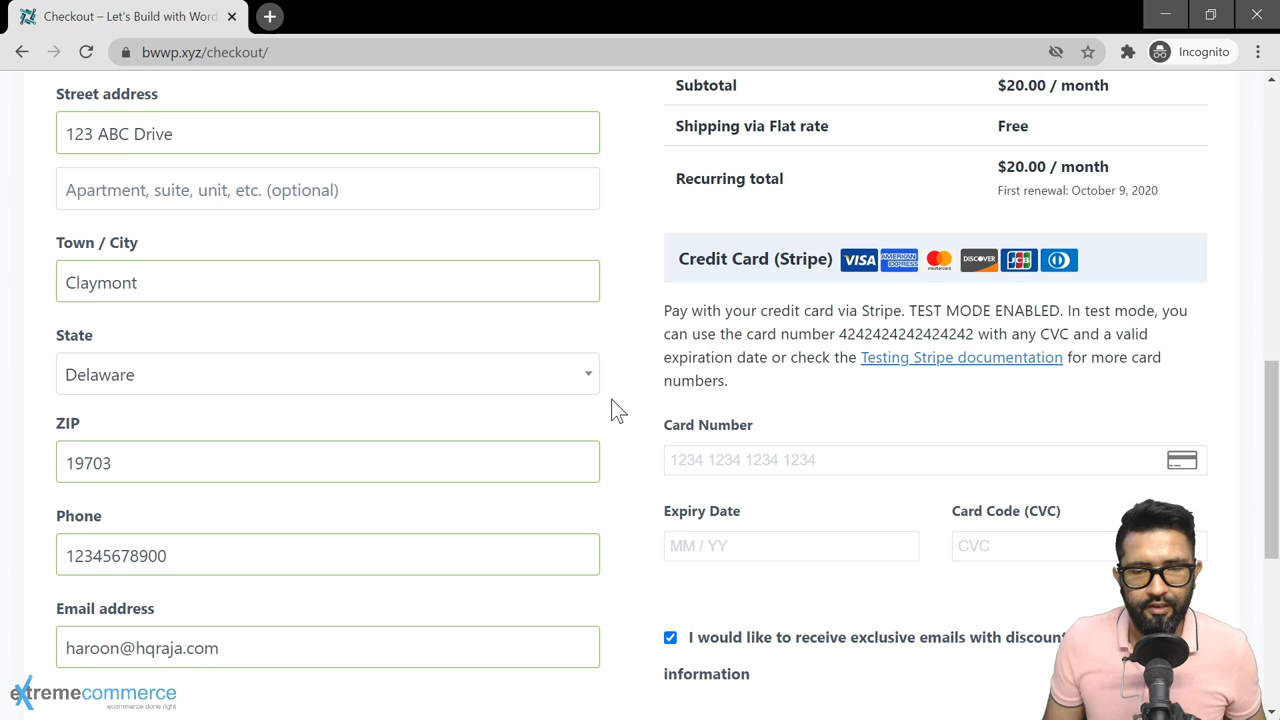 Checkout – Let's Build with Word
bwwp.xyz/checkout/
Incognito
Street address
123 ABC Drive
Apartment, suite, unit, etc. (optional)
Town / City
Claymont
State
Delaware
ZIP
19703
Phone
12345678900
Email address
haroon@hqraja.com
extremecommerce
ecommerce done right
Subtotal $20.00 / month
Shipping via Flat rate Free
Recurring total $20.00 / month
First renewal: October 9, 2020
Credit Card (Stripe) VISA AMERICAN EXPRESS mastercard DISCOVER JCB
Pay with your credit card via Stripe. TEST MODE ENABLED. In test mode, you
can use the card number 4242424242424242 with any CVC and a valid
expiration date or check the Testing Stripe documentation for more card
numbers.
Card Number
1234 1234 1234 1234
Expiry Date Card Code (CVC)
MM / YY CVC
I would like to receive exclusive emails with discoun
information